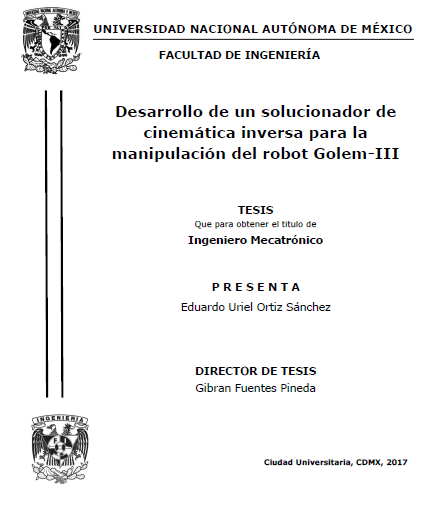 UNIVERSIDAD NACIONAL AUTÓNOMA DE MÉXICO
FACULTAD DE INGENIERÍA
Desarrollo de un solucionador de
cinemática inversa para la
manipulación del robot Golem-III
TESIS
Que para obtener el titulo de
Ingeniero Mecatrónico
P R E S E N T A
Eduardo Uriel Ortiz Sánchez
DIRECTOR DE TESIS
Gibran Fuentes Pineda
INGENIERIA
Ciudad Universitaria, CDMX, 2017